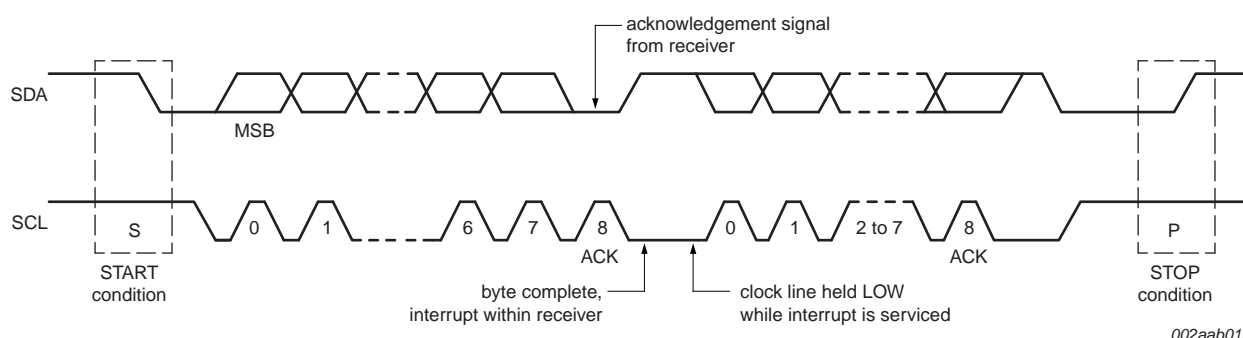 acknowledgement signal
from receiver
SDA
MSB
SCL
S
0
1
6
7
8
0
1
2 to 7
8
P
ACK
ACK
START
condition
STOP
condition
byte complete,
interrupt within receiver
clock line held LOW
while interrupt is serviced
002aab01